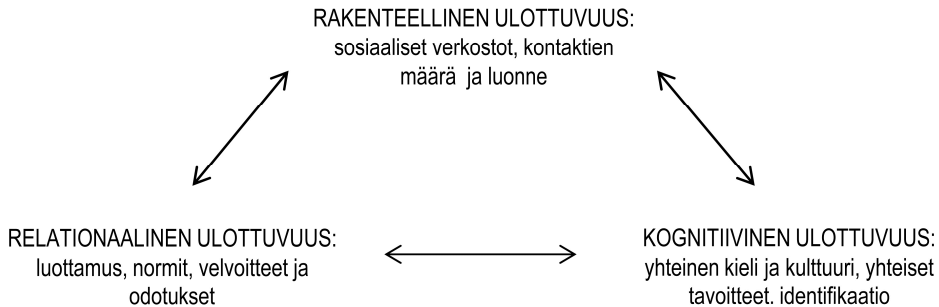 RAKENTEELLINEN ULOTTUVUUS:
sosiaaliset verkostot, kontaktien
määrä ja luonne
RELATIONAALINEN ULOTTUVUUS:
luottamus, normit, velvoitteet ja
odotukset
KOGNITIIVINEN ULOTTUVUUS:
yhteinen kieli ja kulttuuri, yhteiset
tavoitteet. identifikaatio